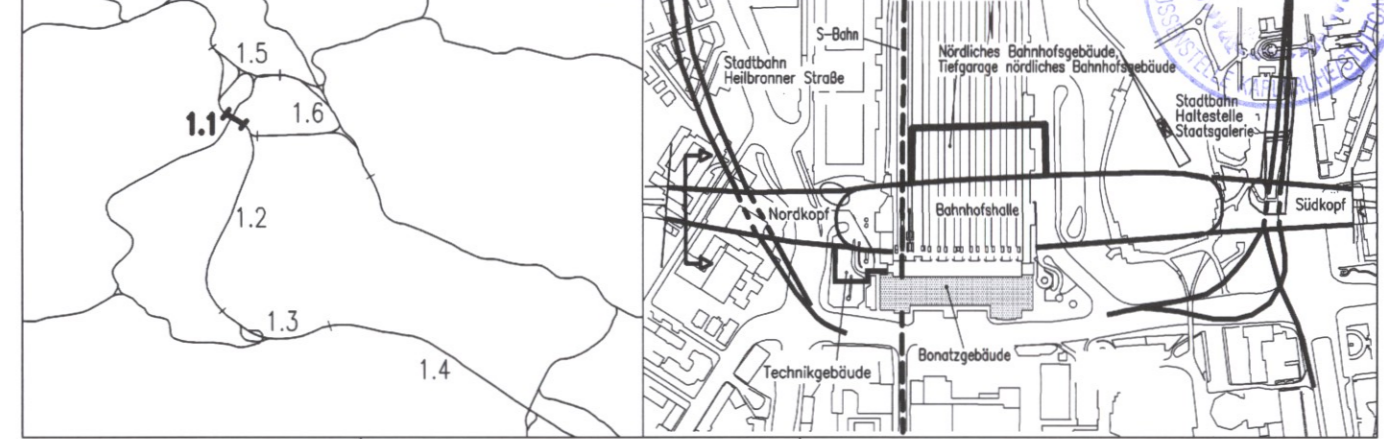 1.5
1.6
1.1
1.2
1.3
1.4
S-Bahn
Nördliches Bahnhofsgebäude,
Tiefgarage nördliches Bahnhofsgebäude
Stadtbahn
Heilbronner Straße
Stadtbahn
Haltestelle
Staatsgalerie
Nordkopf
Bahnhofshalle
Südkopf
Technikgebäude
Bonatzgebäude